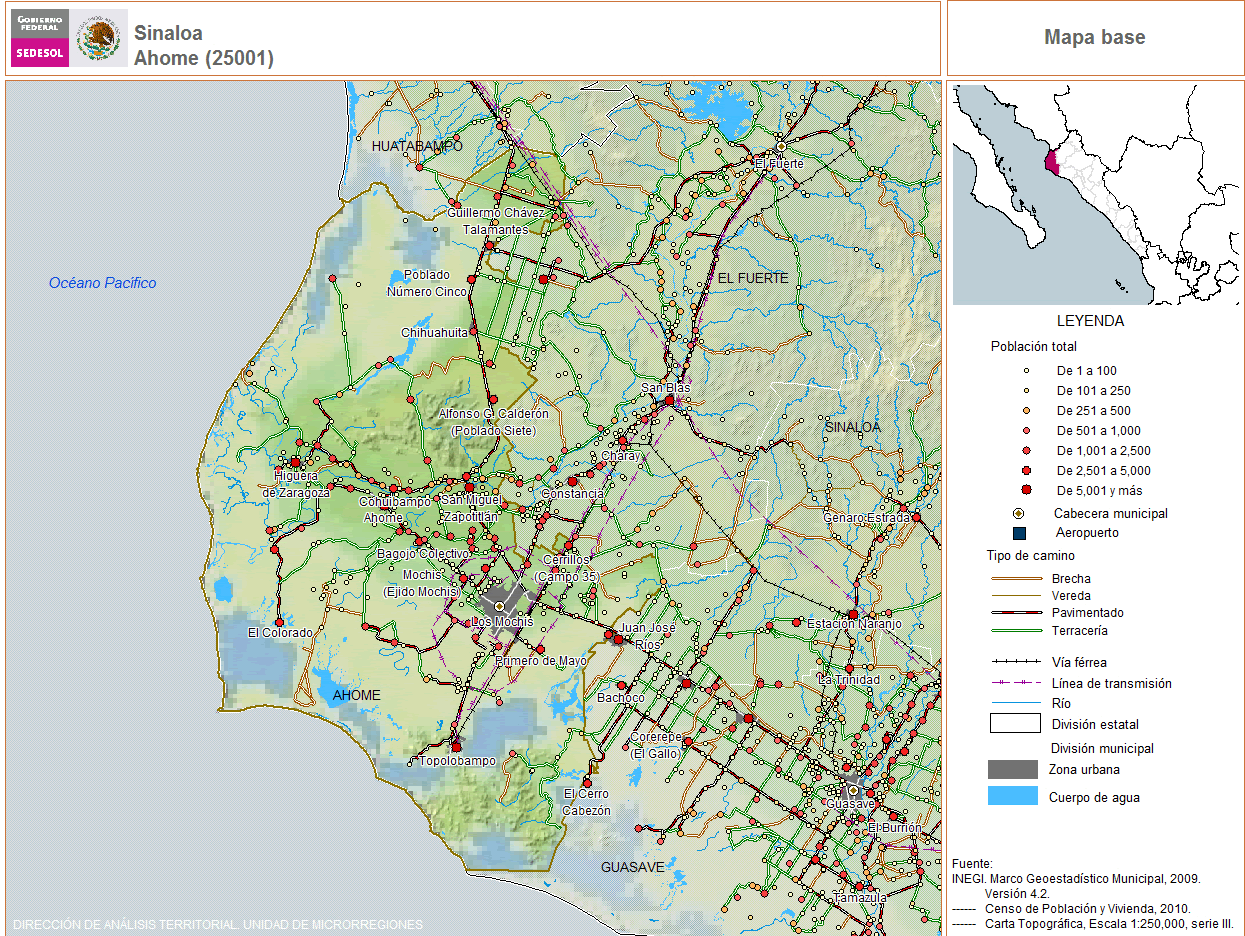 GOBIERNO
FEDERAL
SEDESOL
Sinaloa
Ahome (25001)
Mapa base
HUATABAMPO
El Fuerte
Guillermo Chávez
Talamantes
Océano Pacífico
Poblado
Número Cinco
EL FUERTE
Chihuahuita
San Blas
Alfonso G. Calderón
(Poblado Siete)
SINALOA
Charay
Higuera
de Zaragoza
Constancia
Cohuibampo
San Miguel
Zapotitlán
Ahome
Genaro Estrada
Bagojo Colectivo
Cerrillos
(Campo 35)
Mochis
(Ejido Mochis)
Los Mochis
El Colorado
Juan José
Ríos
Estación Naranjo
Primero de Mayo
La Trinidad
AHOME
Bachoco
Corerepe
(El Gallo)
Topolobampo
El Cerro
Cabezón
Guasave
El Burrión
GUASAVE
Tamazula
DIRECCIÓN DE ANÁLISIS TERRITORIAL. UNIDAD DE MICRORREGIONES
LEYENDA
Población total
De 1 a 100
De 101 a 250
De 251 a 500
De 501 a 1,000
De 1,001 a 2,500
De 2,501 a 5,000
De 5,001 y más
Cabecera municipal
Aeropuerto
Tipo de camino
Brecha
Vereda
Pavimentado
Terracería
Vía férrea
Línea de transmisión
Río
División estatal
División municipal
Zona urbana
Cuerpo de agua
Fuente:
INEGI. Marco Geoestadístico Municipal, 2009.
Versión 4.2.
------ Censo de Población y Vivienda, 2010.
------ Carta Topográfica, Escala 1:250,000, serie III.